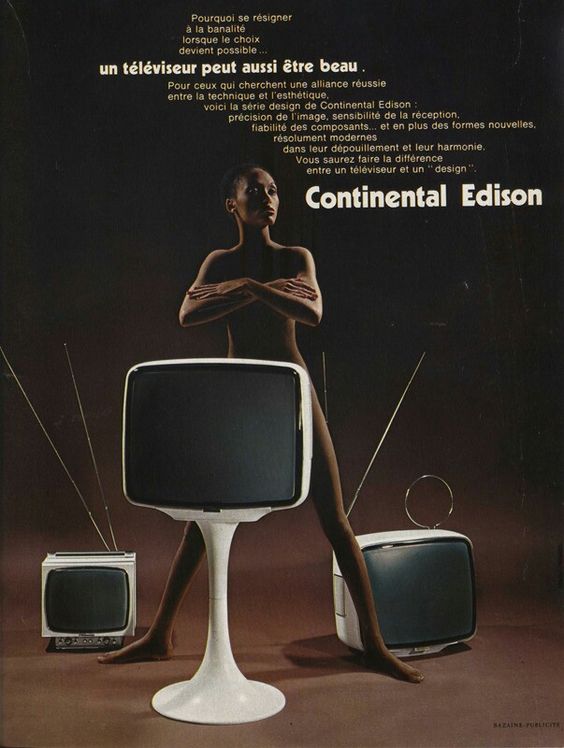 Pourquoi se résigner
à la banalité
lorsque le choix
devient possible...
un téléviseur peut aussi être beau.
Pour ceux qui cherchent une alliance réussie
entre la technique et l'esthétique,
voici la série design de Continental Edison :
précision de l'image, sensibilité de la réception,
fiabilité des composants... et en plus des formes nouvelles,
résolument modernes
dans leur dépouillement et leur harmonie.
Vous saurez faire la différence
entre un téléviseur et un "design".
Continental Edison
BAZAINE-PUBLICITÉ